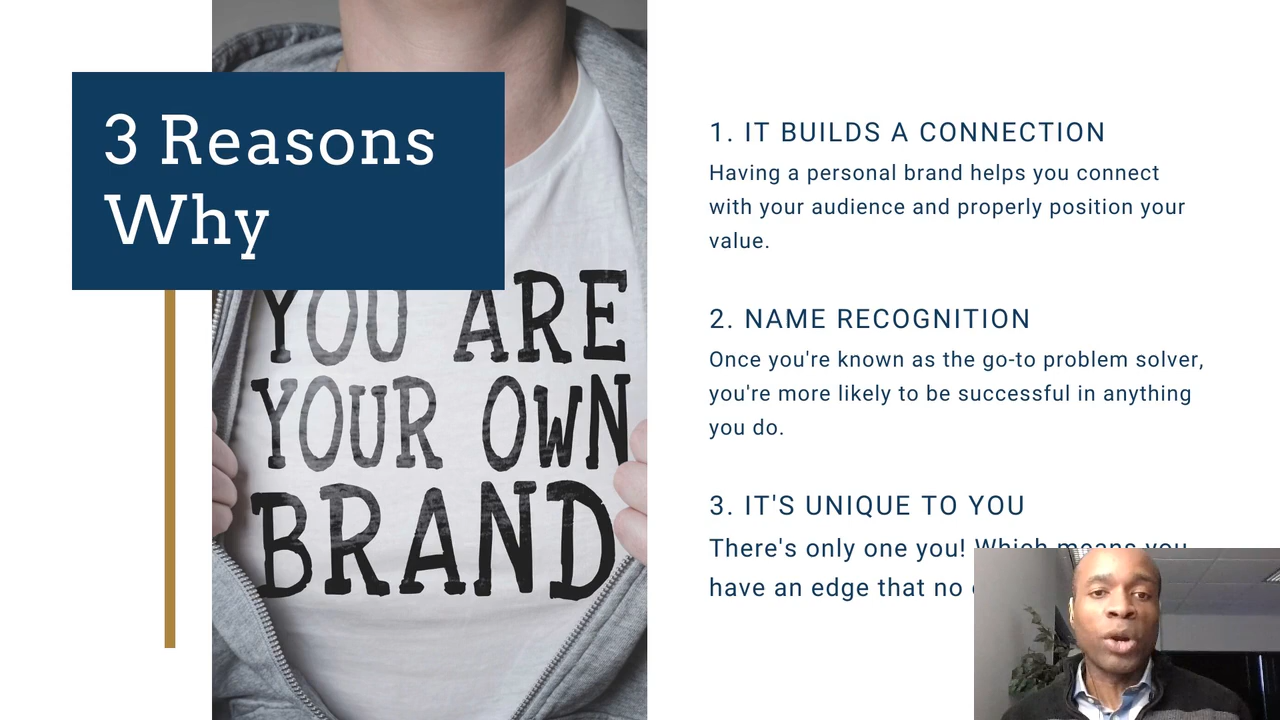 3 Reasons
Why
YOU ARE
YOUR OWN
BRAND
1. IT BUILDS A CONNECTION
Having a personal brand helps you connect
with your audience and properly position your
value.
2. NAME RECOGNITION
Once you're known as the go-to problem solver,
you're more likely to be successful in anything
you do.
3. IT'S UNIQUE TO YOU
There's only one you! Which means you
have an edge that no